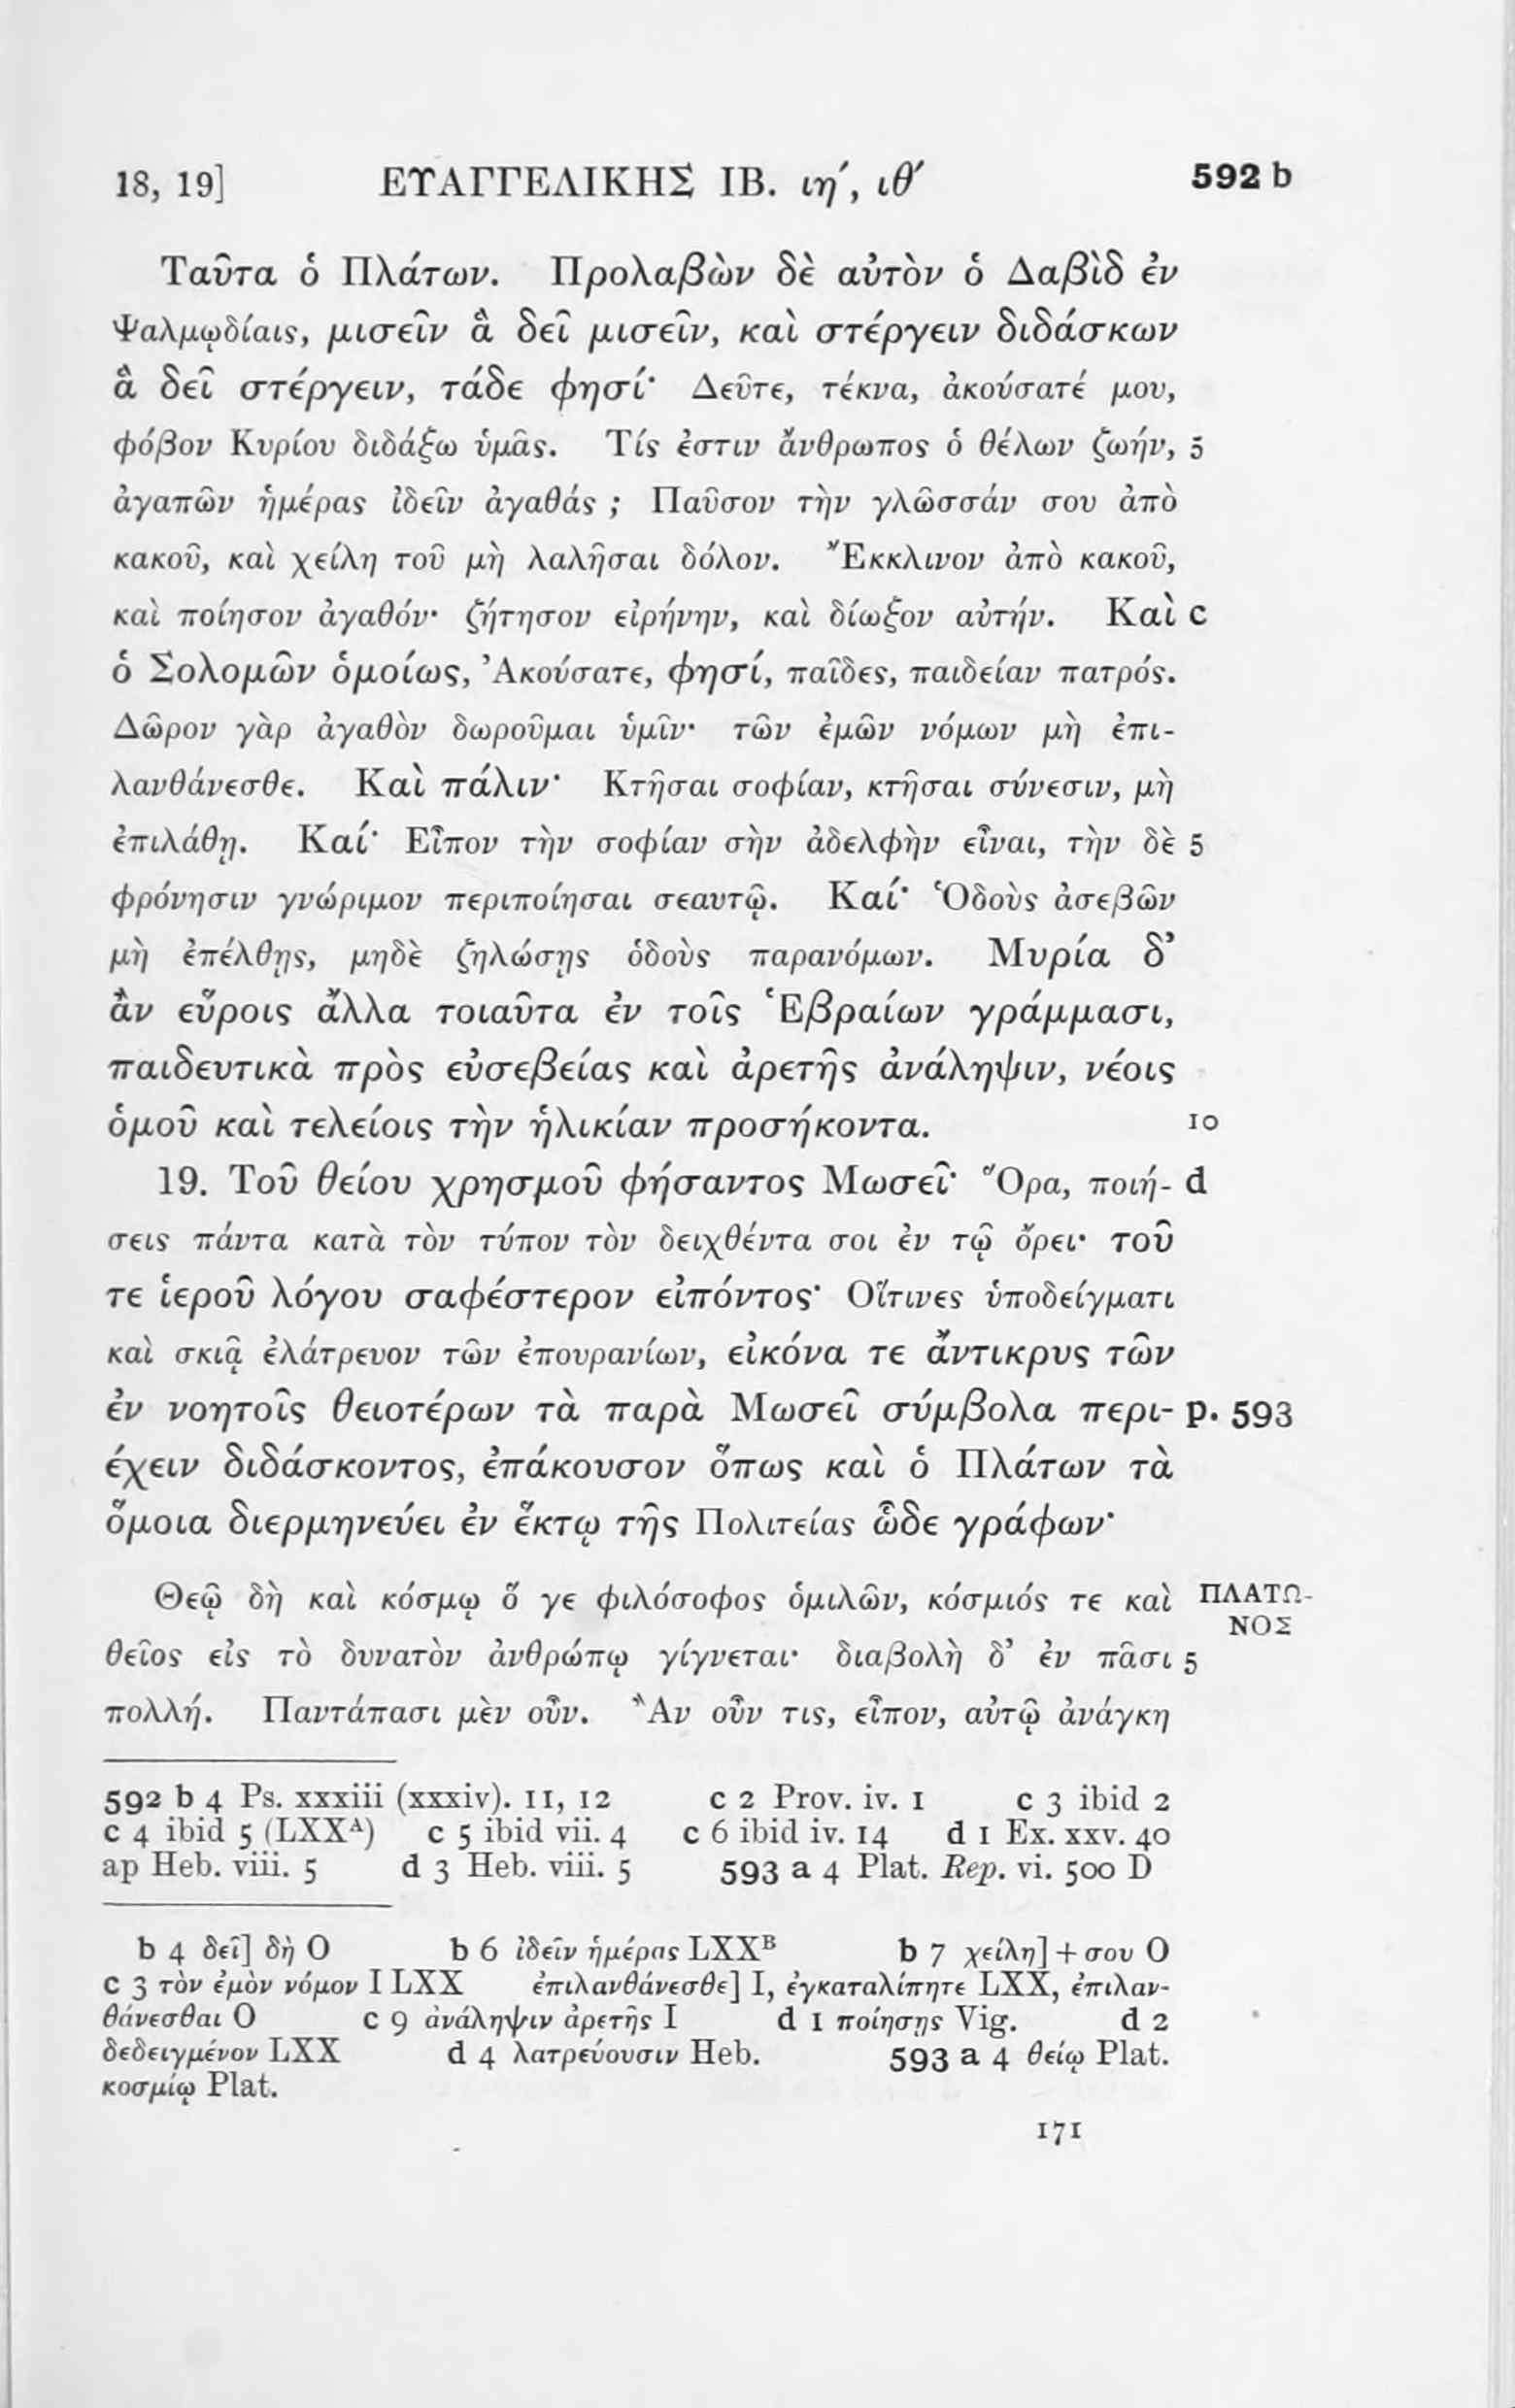 18, 19] ΕΥΑΓΓΕΛΙΚΗΣ ΙΒ. ιηʹ, ιθʹ 592 b
Ταῦτα ὁ Πλάτων. Προλαβὼν δὲ αὐτὸν ὁ Δαβὶδ ἐν
Ψαλμῳδίαις, μισεῖν ἃ δεῖ μισεῖν, καὶ στέργειν διδάσκων
ἃ δεῖ στέργειν, τάδε φησί· Δεῦτε, τέκνα, ἀκούσατέ μου,
φόβον Κυρίου διδάξω ὑμᾶς. Τίς ἐστιν ἄνθρωπος ὁ θέλων ζωήν, 5
ἀγαπῶν ἡμέρας ἰδεῖν ἀγαθάς ; Παῦσον τὴν γλῶσσάν σου ἀπὸ
κακοῦ, καὶ χείλη τοῦ μὴ λαλῆσαι δόλον. Ἔκκλινον ἀπὸ κακοῦ,
καὶ ποίησον ἀγαθόν· ζήτησον εἰρήνην, καὶ δίωξον αὐτήν. Καὶ c
ὁ Σολομῶν ὁμοίως, Ἀκούσατε, φησί, παῖδες, παιδείαν πατρός.
Δῶρον γὰρ ἀγαθὸν δωροῦμαι ὑμῖν· τῶν ἐμῶν νόμων μὴ ἐπι-
λανθάνεσθε. Καὶ πάλιν· Κτῆσαι σοφίαν, κτῆσαι σύνεσιν, μὴ
ἐπιλάθῃ. Καί· Εἶπον τὴν σοφίαν σὴν ἀδελφὴν εἶναι, τὴν δὲ 5
φρόνησιν γνώριμον περιποίησαι σεαυτῷ. Καί· Ὁδοὺς ἀσεβῶν
μὴ ἐπέλθῃς, μηδὲ ζηλώσῃς ὁδοὺς παρανόμων. Μυρία δ’
ἂν εὕροις ἄλλα τοιαῦτα ἐν τοῖς Ἑβραίων γράμμασι,
παιδευτικὰ πρὸς εὐσεβείας καὶ ἀρετῆς ἀνάληψιν, νέοις
ὁμοῦ καὶ τελείοις τὴν ἡλικίαν προσήκοντα. 10
19. Τοῦ θείου χρησμοῦ φήσαντος Μωσεῖ· Ὅρα, ποιή- d
σεις πάντα κατὰ τὸν τύπον τὸν δειχθέντα σοι ἐν τῷ ὄρει· τοῦ
τε ἱεροῦ λόγου σαφέστερον εἰπόντος· Οἵτινες ὑποδείγματι
καὶ σκιᾷ ἐλάτρευον τῶν ἐπουρανίων, εἰκόνα τε ἄντικρυς τῶν
ἐν νοητοῖς θειοτέρων τὰ παρὰ Μωσεῖ σύμβολα περι- p. 593
έχειν διδάσκοντος, ἐπάκουσον ὅπως καὶ ὁ Πλάτων τὰ
ὅμοια διερμηνεύει ἐν ἕκτῳ τῆς Πολιτείας ὧδε γράφων·
Θεῷ δὴ καὶ κόσμῳ ὅ γε φιλόσοφος ὁμιλῶν, κόσμιός τε καὶ ΠΛΑΤΩ-
ΝΟΣ
θεῖος εἰς τὸ δυνατὸν ἀνθρώπῳ γίγνεται· διαβολὴ δ’ ἐν πᾶσι 5
πολλή. Παντάπασι μὲν οὖν. Ἂν οὖν τις, εἶπον, αὐτῷ ἀνάγκη
592 b 4 Ps. xxxiii (xxxiv). 11, 12 c 2 Prov. iv. 1 c 3 ibid 2
c 4 ibid 5 (LXXᴬ) c 5 ibid vii. 4 c 6 ibid iv. 14 d 1 Ex. xxv. 40
ap Heb. viii. 5 d 3 Heb. viii. 5 593 a 4 Plat. Rep. vi. 500 D
b 4 δεῖ] δὴ O b 6 ἰδεῖν ἡμέρας LXXᴮ b 7 χείλη] + σου O
c 3 τὸν ἐμὸν νόμον I LXX ἐπιλανθάνεσθε] I, ἐγκαταλίπητε LXX, ἐπιλαν-
θάνεσθαι O c 9 ἀνάληψιν ἀρετῆς I d 1 ποίησῃς Vig. d 2
δεδειγμένον LXX d 4 λατρεύουσιν Heb. 593 a 4 θείῳ Plat.
κοσμίῳ Plat.
171